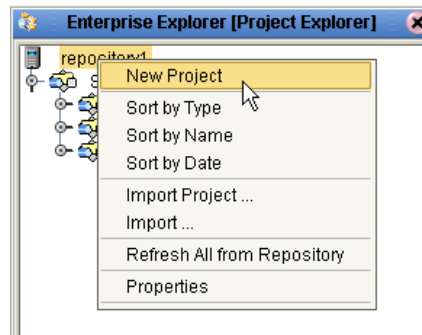 Enterprise Explorer [Project Explorer]
repository1
S
New Project
Sort by Type
Sort by Name
Sort by Date
Import Project ...
Import ...
Refresh All from Repository
Properties